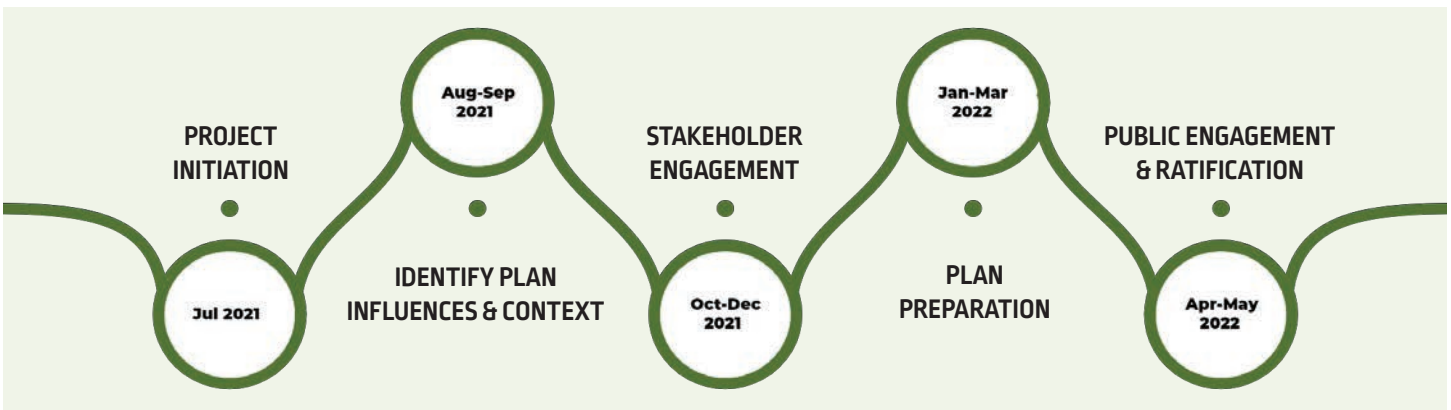 PROJECT
INITIATION
Jul 2021
Aug-Sep
2021
IDENTIFY PLAN
INFLUENCES & CONTEXT
STAKEHOLDER
ENGAGEMENT
Oct-Dec
2021
Jan-Mar
2022
PLAN
PREPARATION
PUBLIC ENGAGEMENT
& RATIFICATION
Apr-May
2022